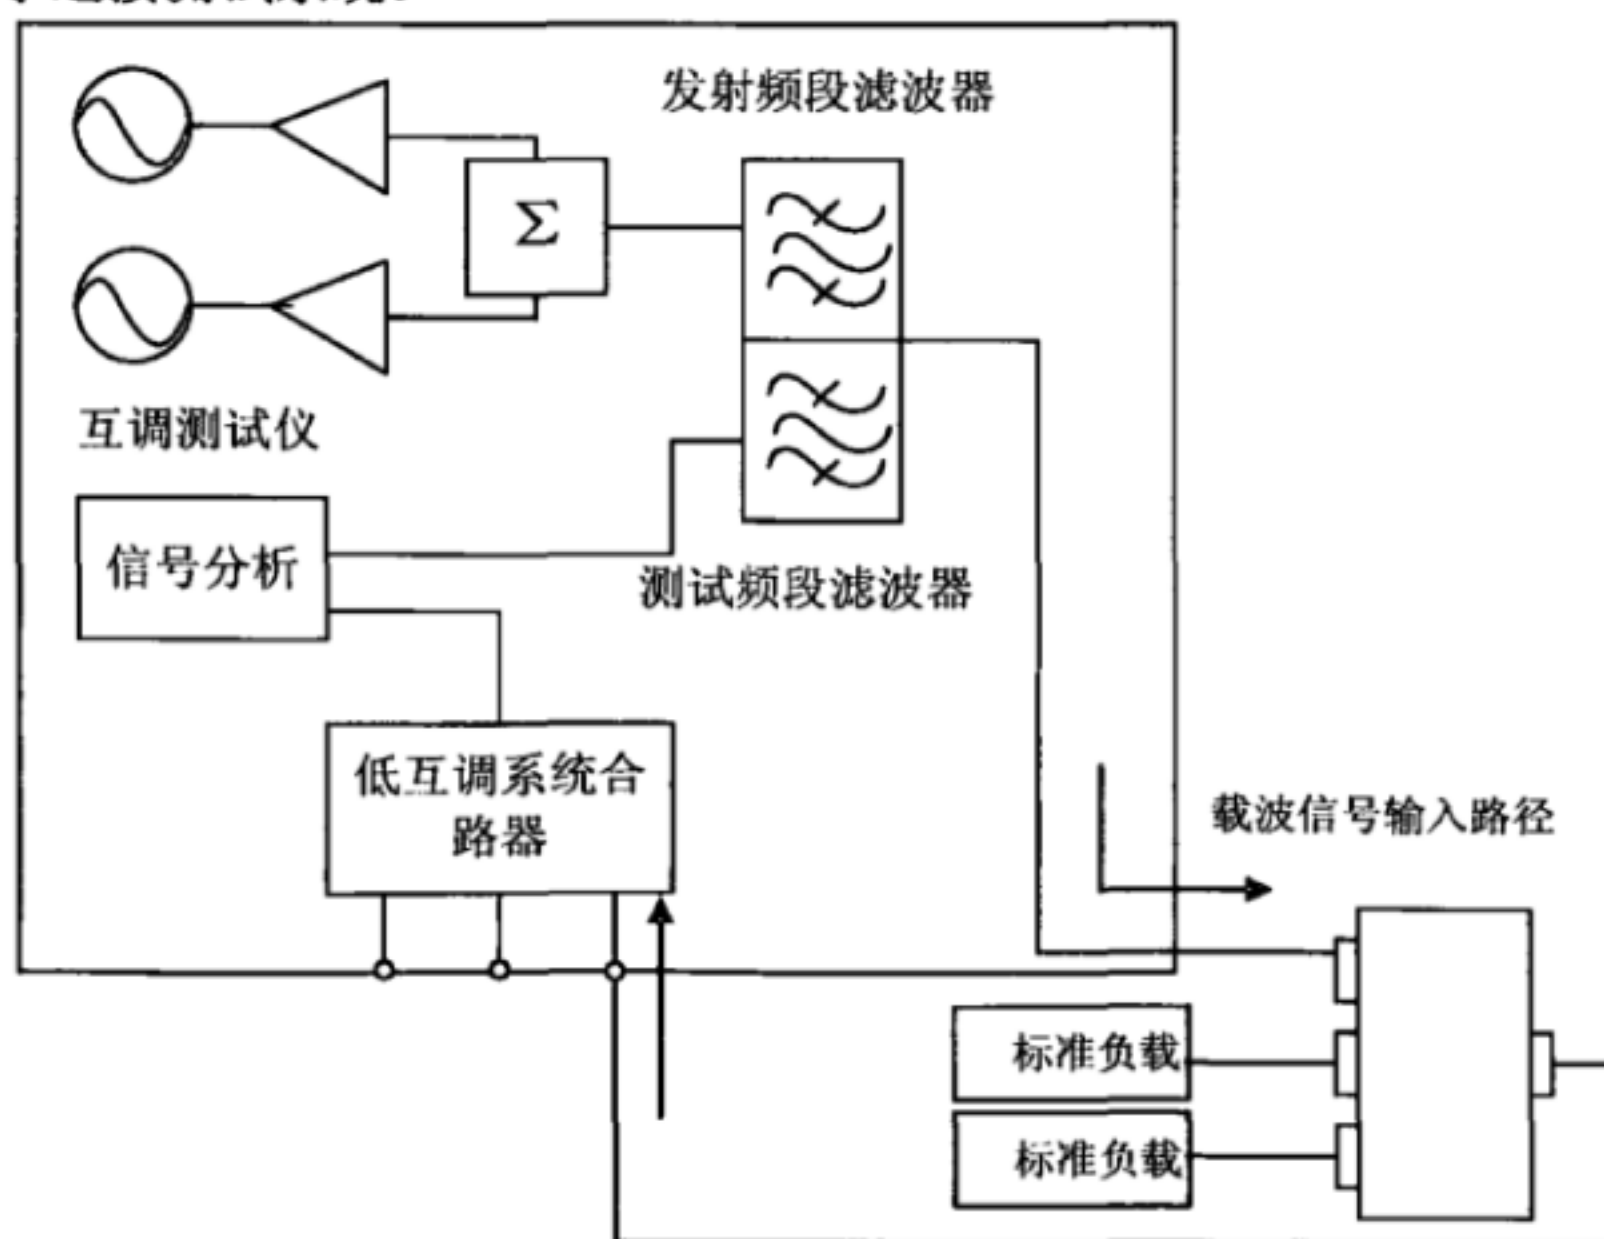 发射频段滤波器
Σ
互调测试仪
信号分析
测试频段滤波器
低互调系统合
路器
载波信号输入路径
标准负载
标准负载